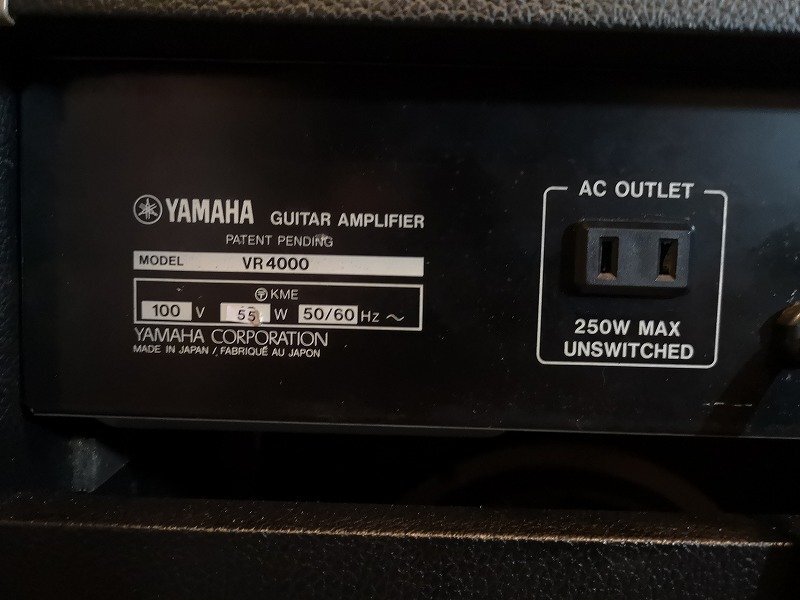 YAMAHA GUITAR AMPLIFIER
PATENT PENDING
MODEL VR4000
KME
100 V 55 W 50/60 Hz ～
YAMAHA CORPORATION
MADE IN JAPAN / FABRIQUÉ AU JAPON
AC OUTLET
250W MAX
UNSWITCHED